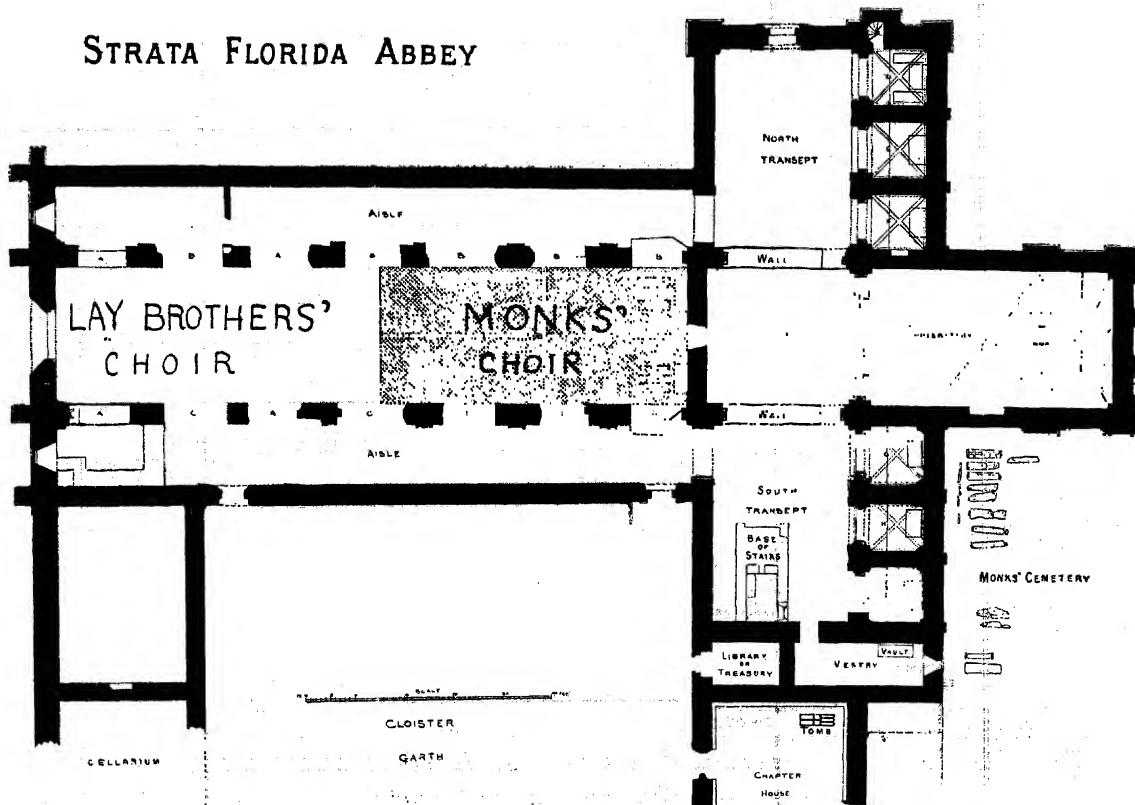 STRATA FLORIDA ABBEY
NORTH
TRANSEPT
AISLE
A D A B B B
WALL
LAY BROTHERS'
CHOIR
MONKS'
CHOIR
A C A C D
WALL
AISLE
SOUTH
TRANSEPT
BASE
OF
STAIRS
MONKS' CEMETERY
LIBRARY
OR
TREASURY
VESTRY
VAULT
SCALE
CLOISTER
GARTH
TOMB
CELLARIUM
CHAPTER
HOUSE